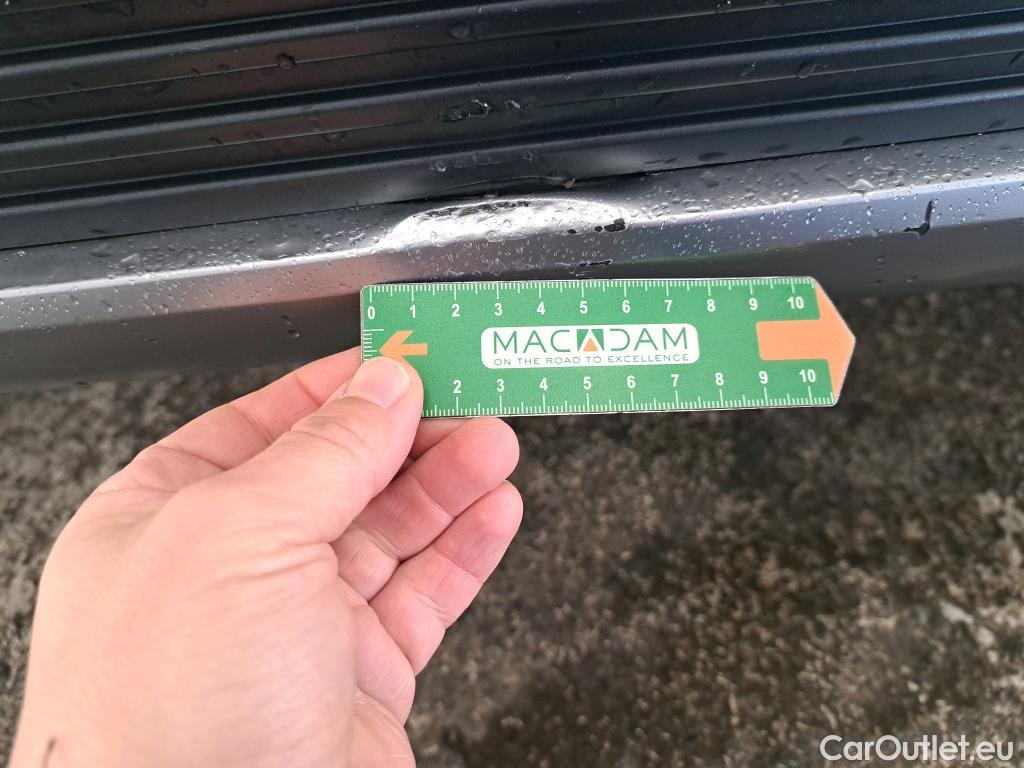 0 1 2 3 4 5 6 7 8 9 10
MACADAM
ON THE ROAD TO EXCELLENCE
2 3 4 5 6 7 8 9 10
CarOutlet.eu